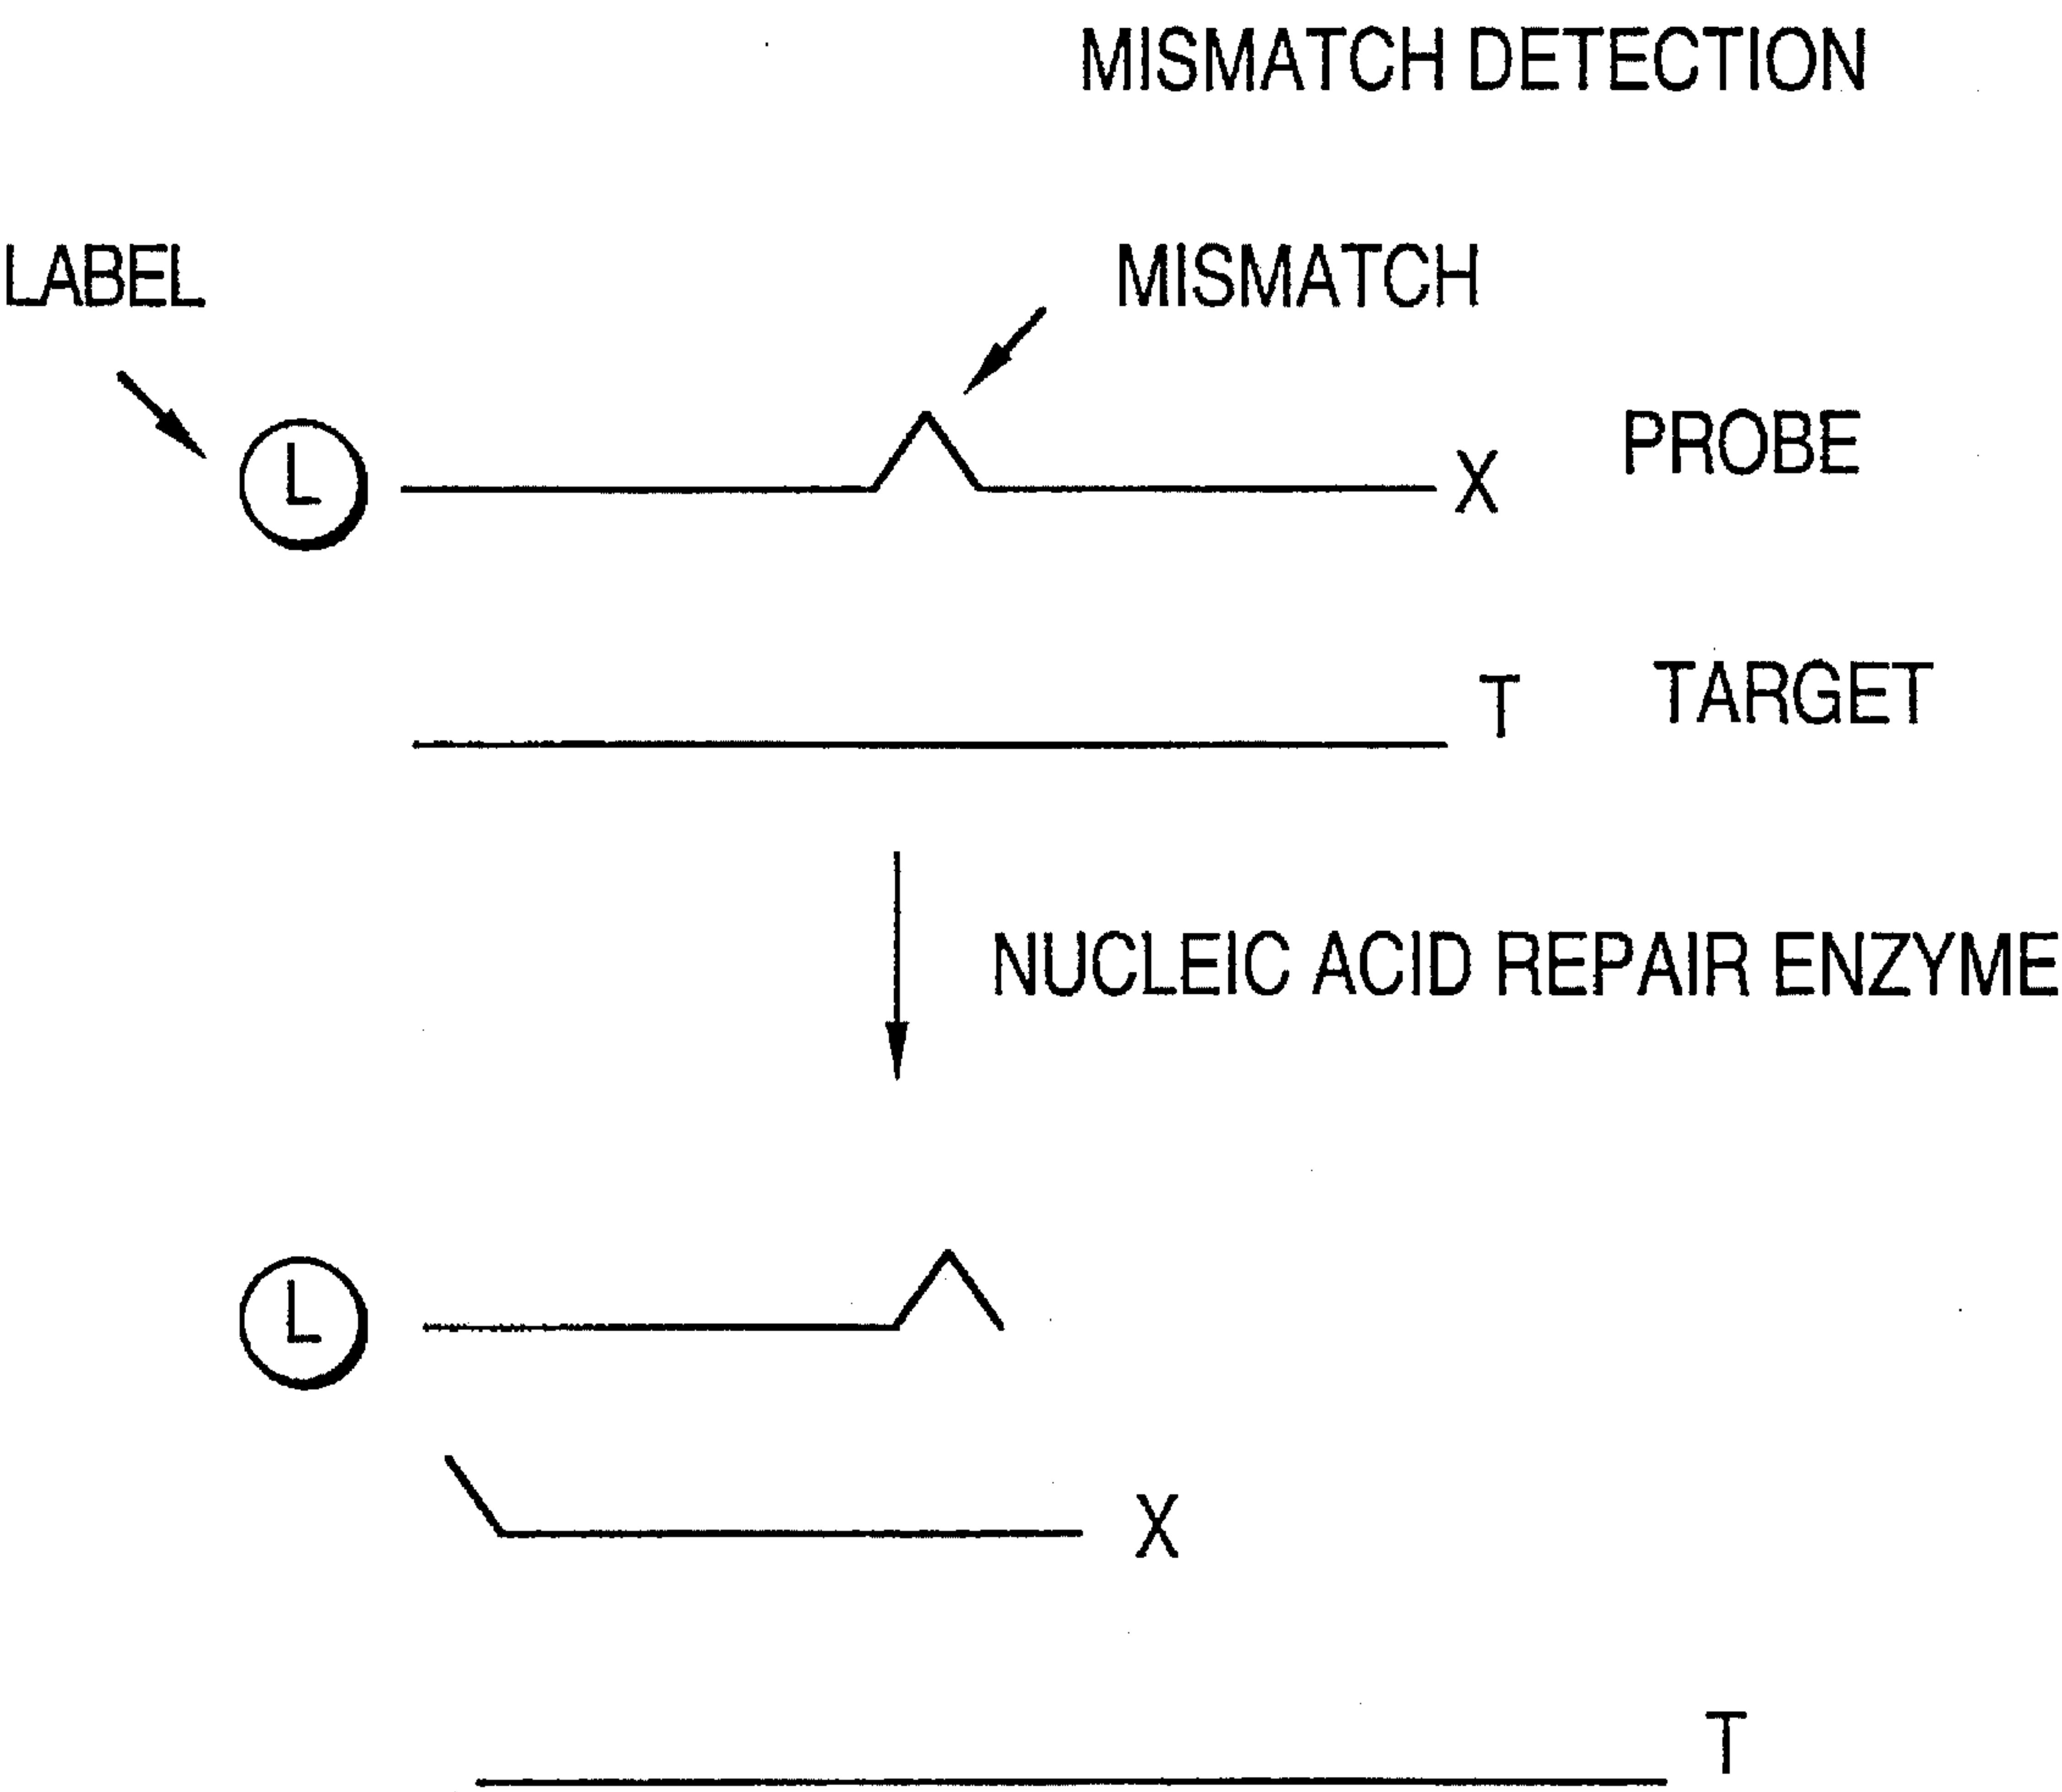 MISMATCH DETECTION
LABEL
MISMATCH
L
X
PROBE
T
TARGET
NUCLEIC ACID REPAIR ENZYME
L
X
T